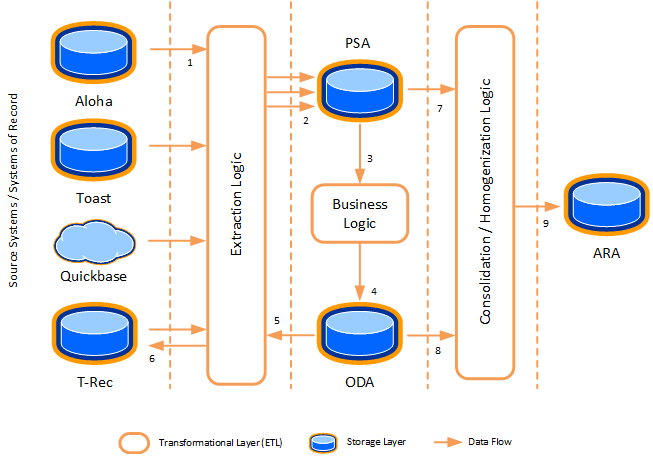 Source Systems / Systems of Record
Aloha
Toast
Quickbase
T-Rec
1
6
Extraction Logic
5
2
PSA
3
Business
Logic
4
ODA
7
8
Consolidation / Homogenization Logic
9
ARA
Transformational Layer (ETL)
Storage Layer
Data Flow